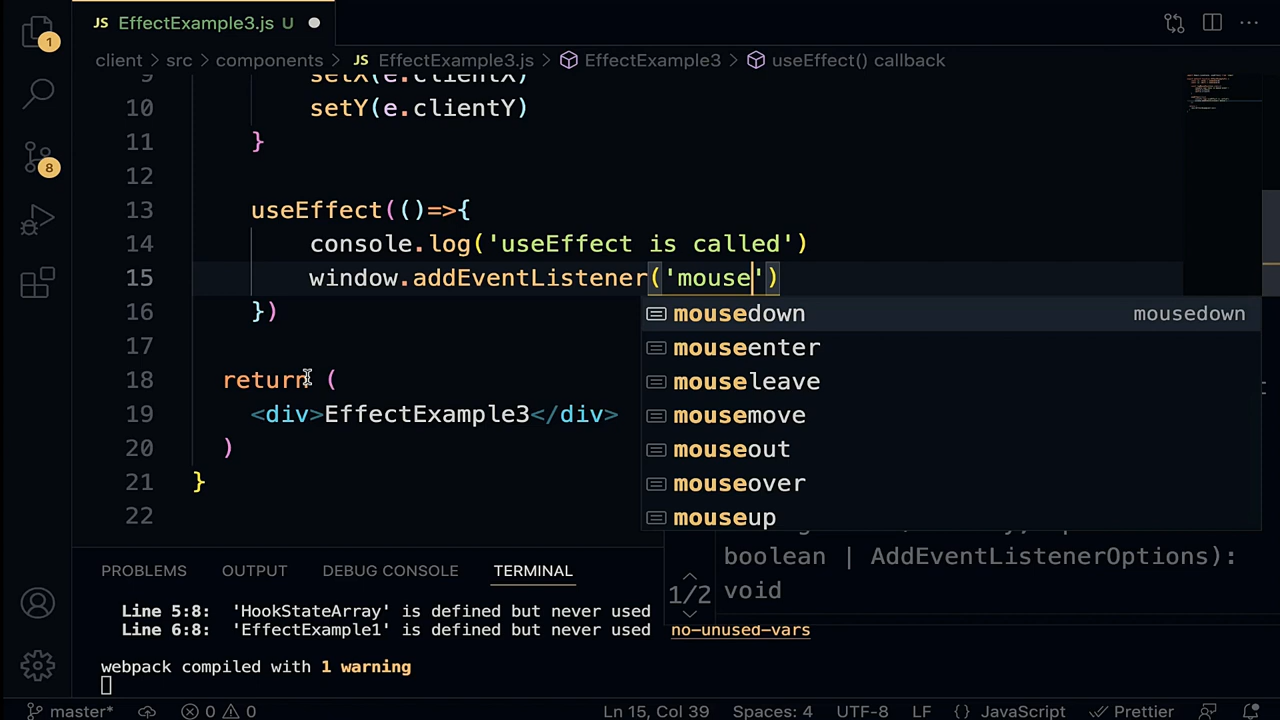 JS EffectExample3.js U
client > src > components > JS EffectExample3.js > EffectExample3 > useEffect() callback
1
9 setX(e.clientX)
10 setY(e.clientY)
11 }
12
13 useEffect(()=>{
8
14 console.log('useEffect is called')
15 window.addEventListener('mouse')
16 })
mousedown mousedown
17
mouseenter
18 return (
mouseleave
19 <div>EffectExample3</div>
mousemove
20 )
mouseout
21 }
mouseover
22
mouseup
boolean | AddEventListenerOptions):
1/2 void
PROBLEMS OUTPUT DEBUG CONSOLE TERMINAL
Line 5:8: 'HookStateArray' is defined but never used
Line 6:8: 'EffectExample1' is defined but never used no-unused-vars
webpack compiled with 1 warning
master* 0 0 Ln 15, Col 39 Spaces: 4 UTF-8 LF {} JavaScript Prettier